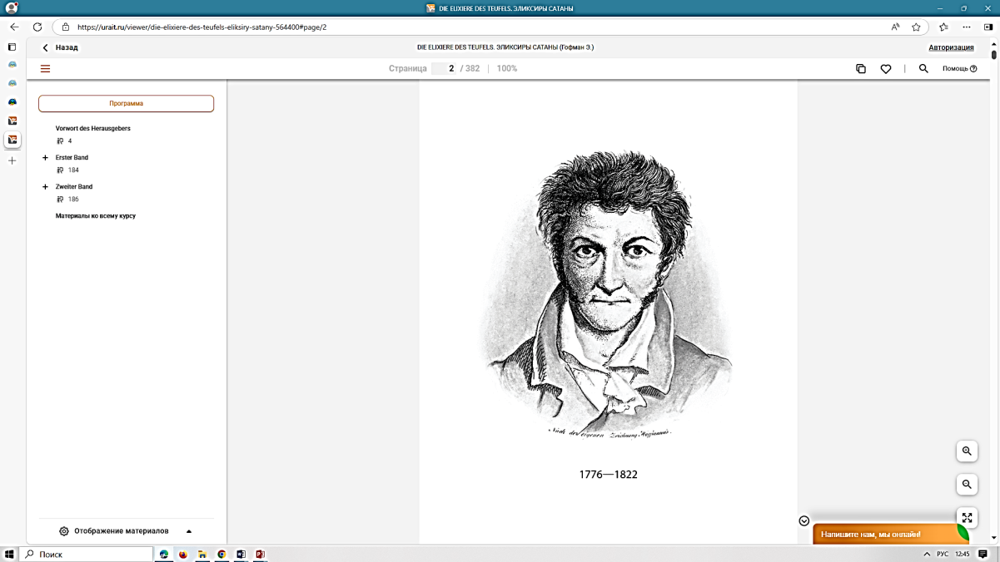 DIE ELIXIERE DES TEUFELS. ЭЛИКСИРЫ САТАНЫ
https://urait.ru/viewer/die-elixiere-des-teufels-eliksiry-satany-564400#page/2
Назад
DIE ELIXIERE DES TEUFELS. ЭЛИКСИРЫ САТАНЫ (Гофман Э.)
Авторизация
Страница 2 / 382 | 100%
Помощь
Программа
Vorwort des Herausgebers
4
Erster Band
184
Zweiter Band
186
Материалы ко всему курсу
Nach der eigenen Zeichnung Hoffmanns.
1776—1822
Отображение материалов
Напишите нам, мы онлайн!
Поиск
РУС 12:45